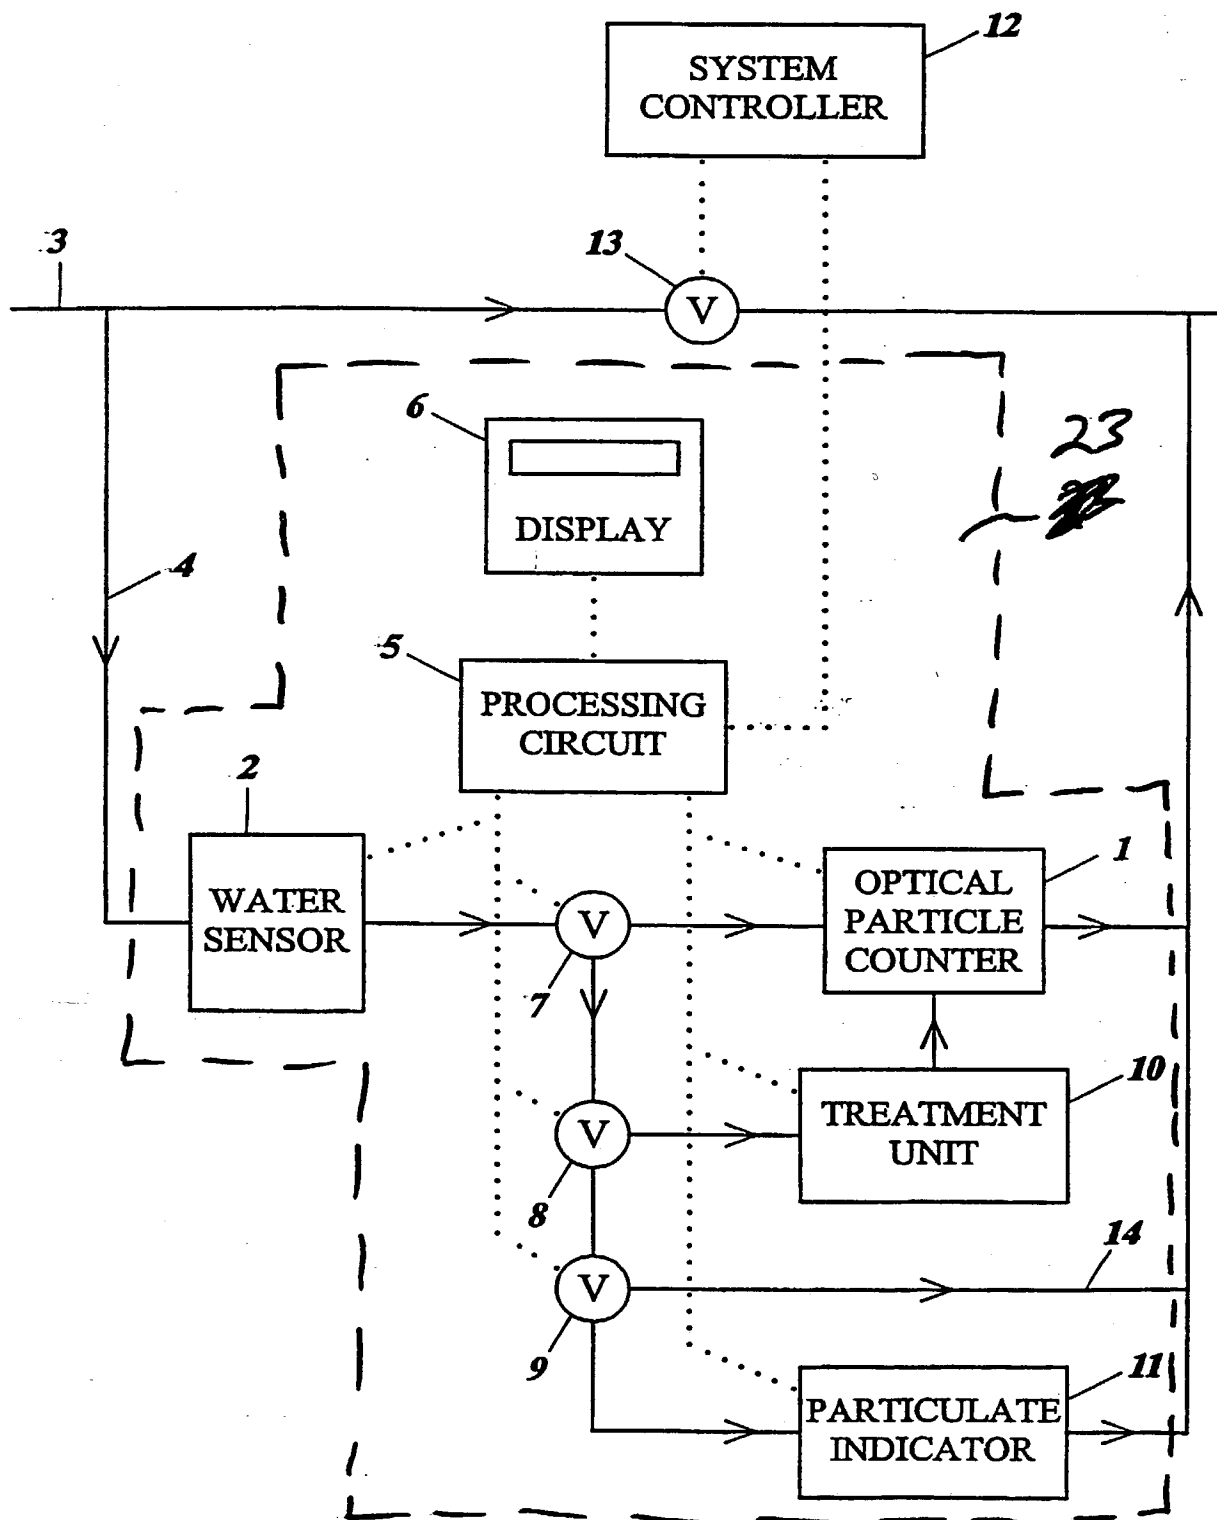 12
SYSTEM
CONTROLLER
3
13
V
6
23
DISPLAY
4
5
PROCESSING
CIRCUIT
2
1
WATER
SENSOR
V
OPTICAL
PARTICLE
COUNTER
7
10
V
TREATMENT
UNIT
8
14
V
9
11
PARTICULATE
INDICATOR